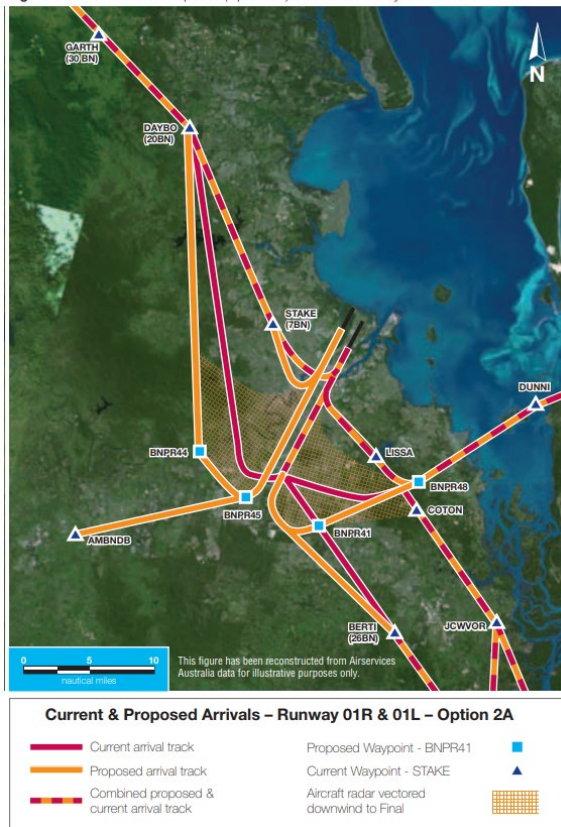 GARTH
(30 BN)
N
DAYBO
(20BN)
STAKE
(7BN)
DUNNI
LISSA
BNPR44
BNPR48
COTON
BNPR45
BNPR41
AMBNDB
BERTI
(26BN)
JCWVOR
0 5 10
nautical miles
This figure has been reconstructed from Airservices
Australia data for illustrative purposes only.
Current & Proposed Arrivals – Runway 01R & 01L – Option 2A
Current arrival track
Proposed arrival track
Combined proposed &
current arrival track
Proposed Waypoint - BNPR41
Current Waypoint - STAKE
Aircraft radar vectored
downwind to Final